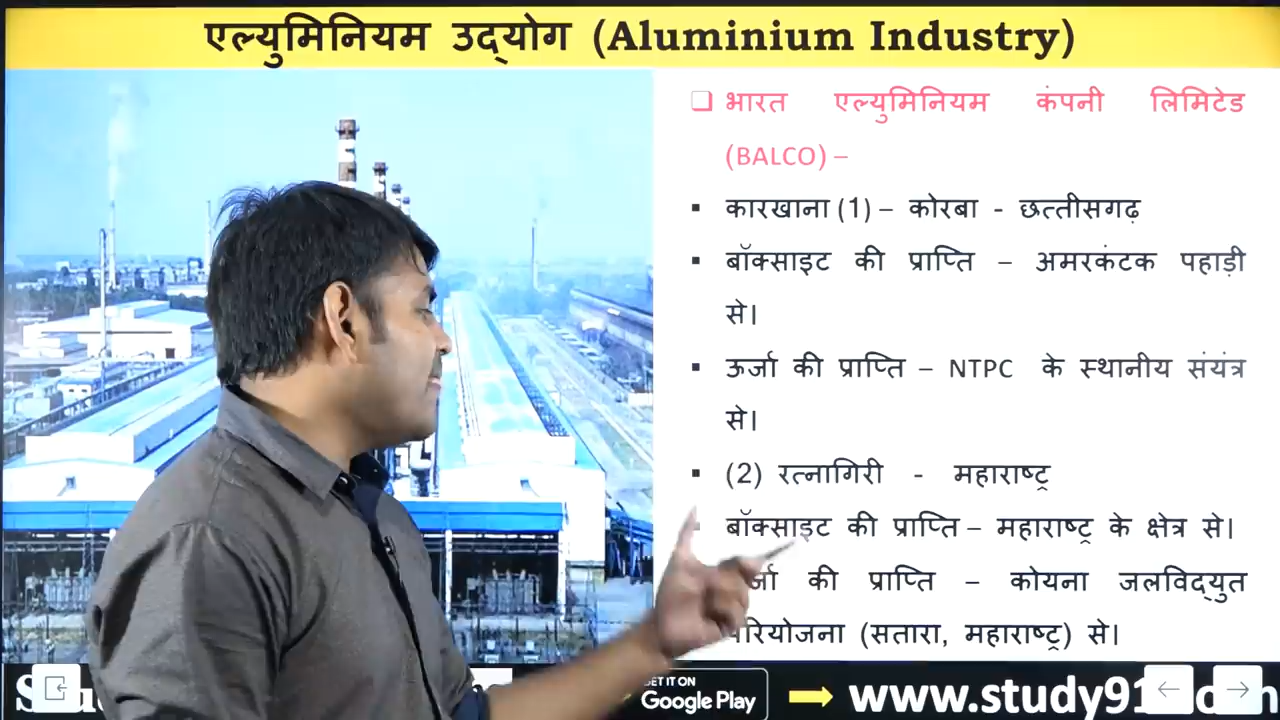 एल्युमिनियम उद्योग (Aluminium Industry)
❑ भारत एल्युमिनियम कंपनी लिमिटेड
(BALCO) –
▪ कारखाना (1) – कोरबा - छत्तीसगढ़
▪ बॉक्साइट की प्राप्ति – अमरकंटक पहाड़ी
से।
▪ ऊर्जा की प्राप्ति – NTPC के स्थानीय संयंत्र
से।
▪ (2) रत्नागिरी - महाराष्ट्र
▪ बॉक्साइट की प्राप्ति – महाराष्ट्र के क्षेत्र से।
की प्राप्ति – कोयना जलविद्युत
परियोजना (सतारा, महाराष्ट्र) से।
GET IT ON
Google Play
www.study91